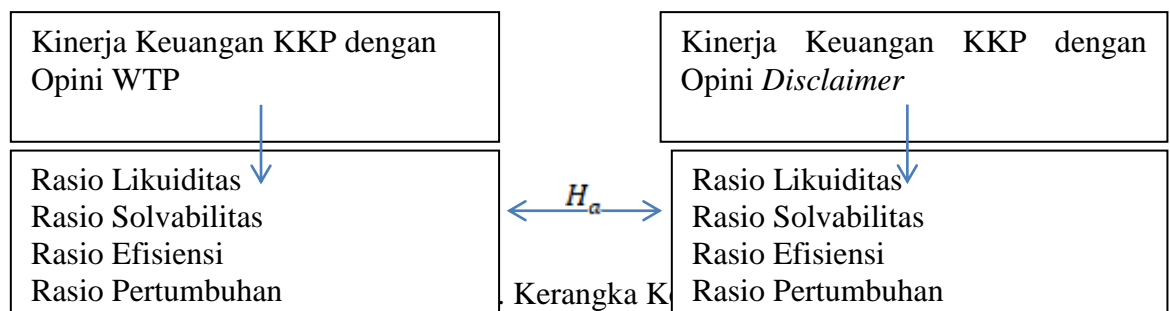 Kinerja Keuangan KKP dengan
Opini WTP
Kinerja Keuangan KKP dengan
Opini Disclaimer
Rasio Likuiditas
Rasio Solvabilitas
Rasio Efisiensi
Rasio Pertumbuhan
Hₐ
Rasio Likuiditas
Rasio Solvabilitas
Rasio Efisiensi
Rasio Pertumbuhan
. Kerangka